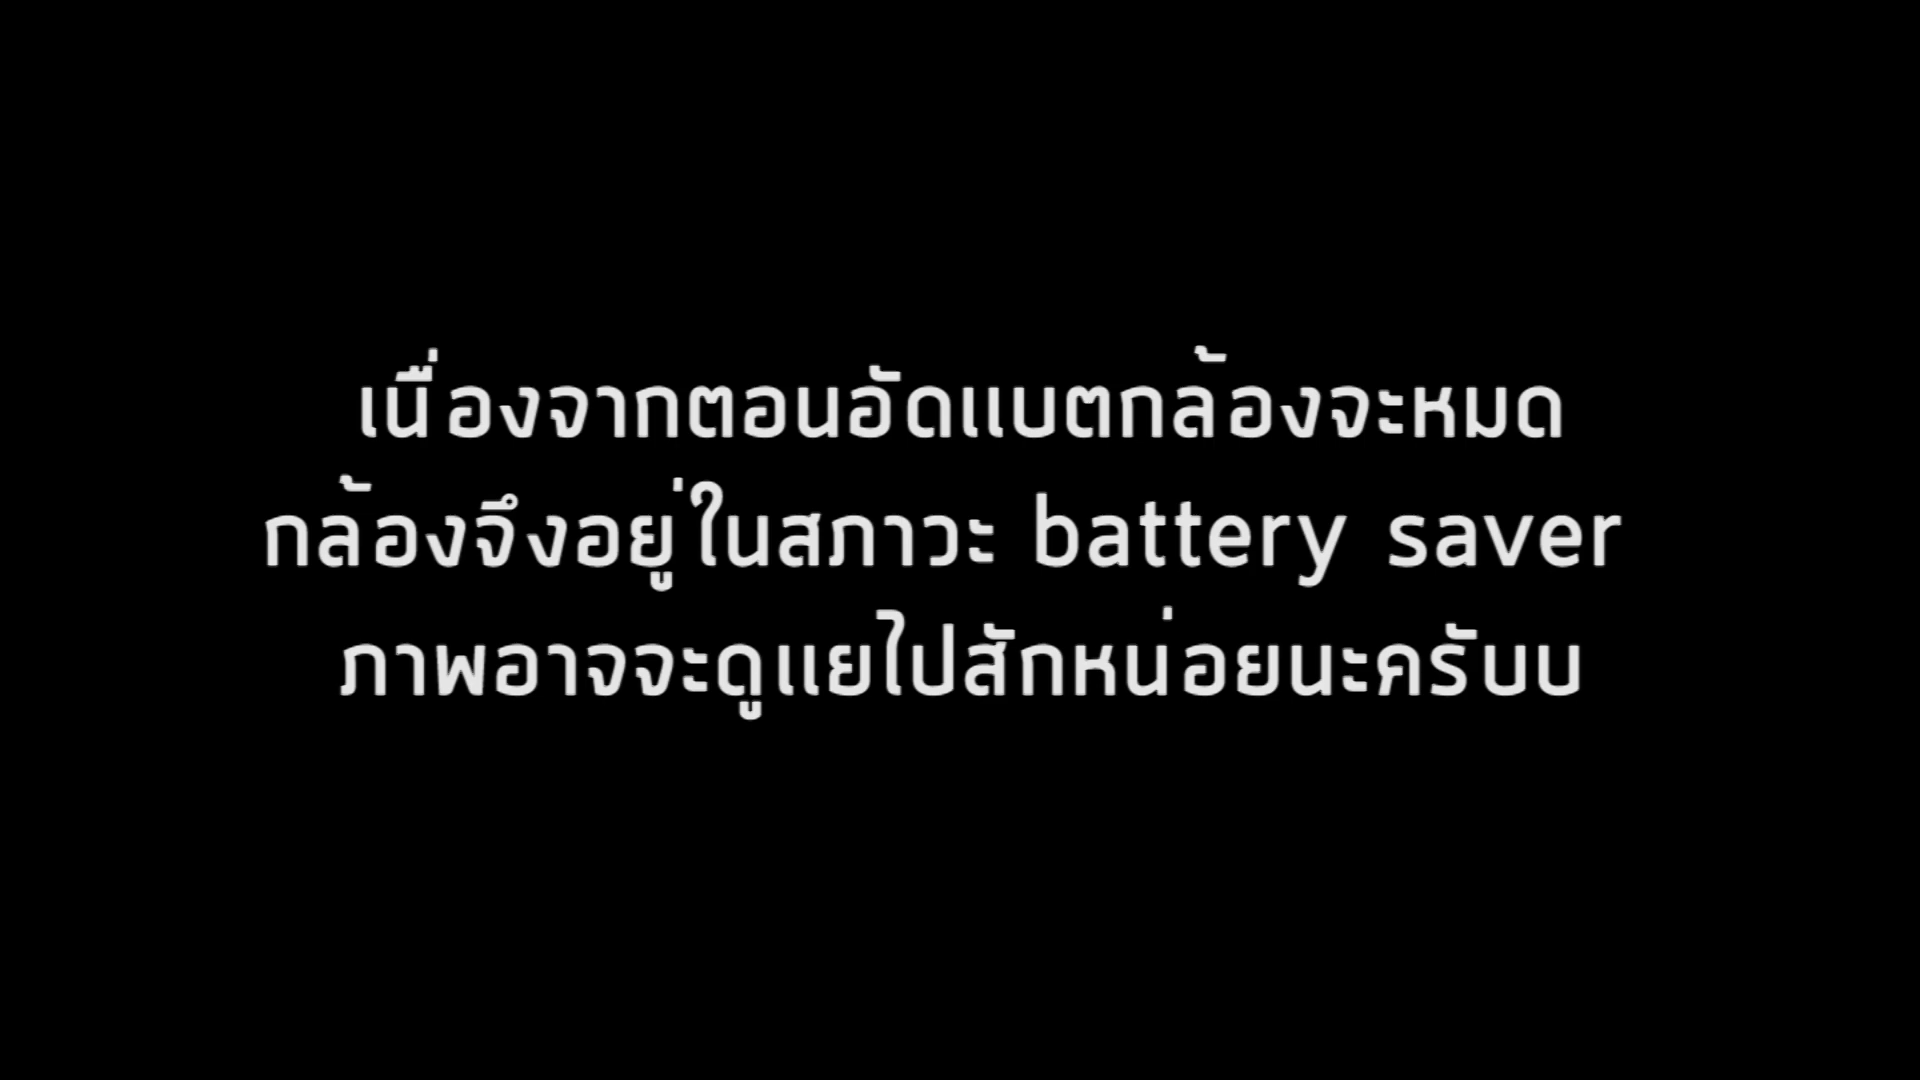 เนื่องจากตอนอัดแบตกล้องจะหมด
กล้องจึงอยู่ในสภาวะ battery saver
ภาพอาจจะดูแยไปสักหน่อยนะครับบ